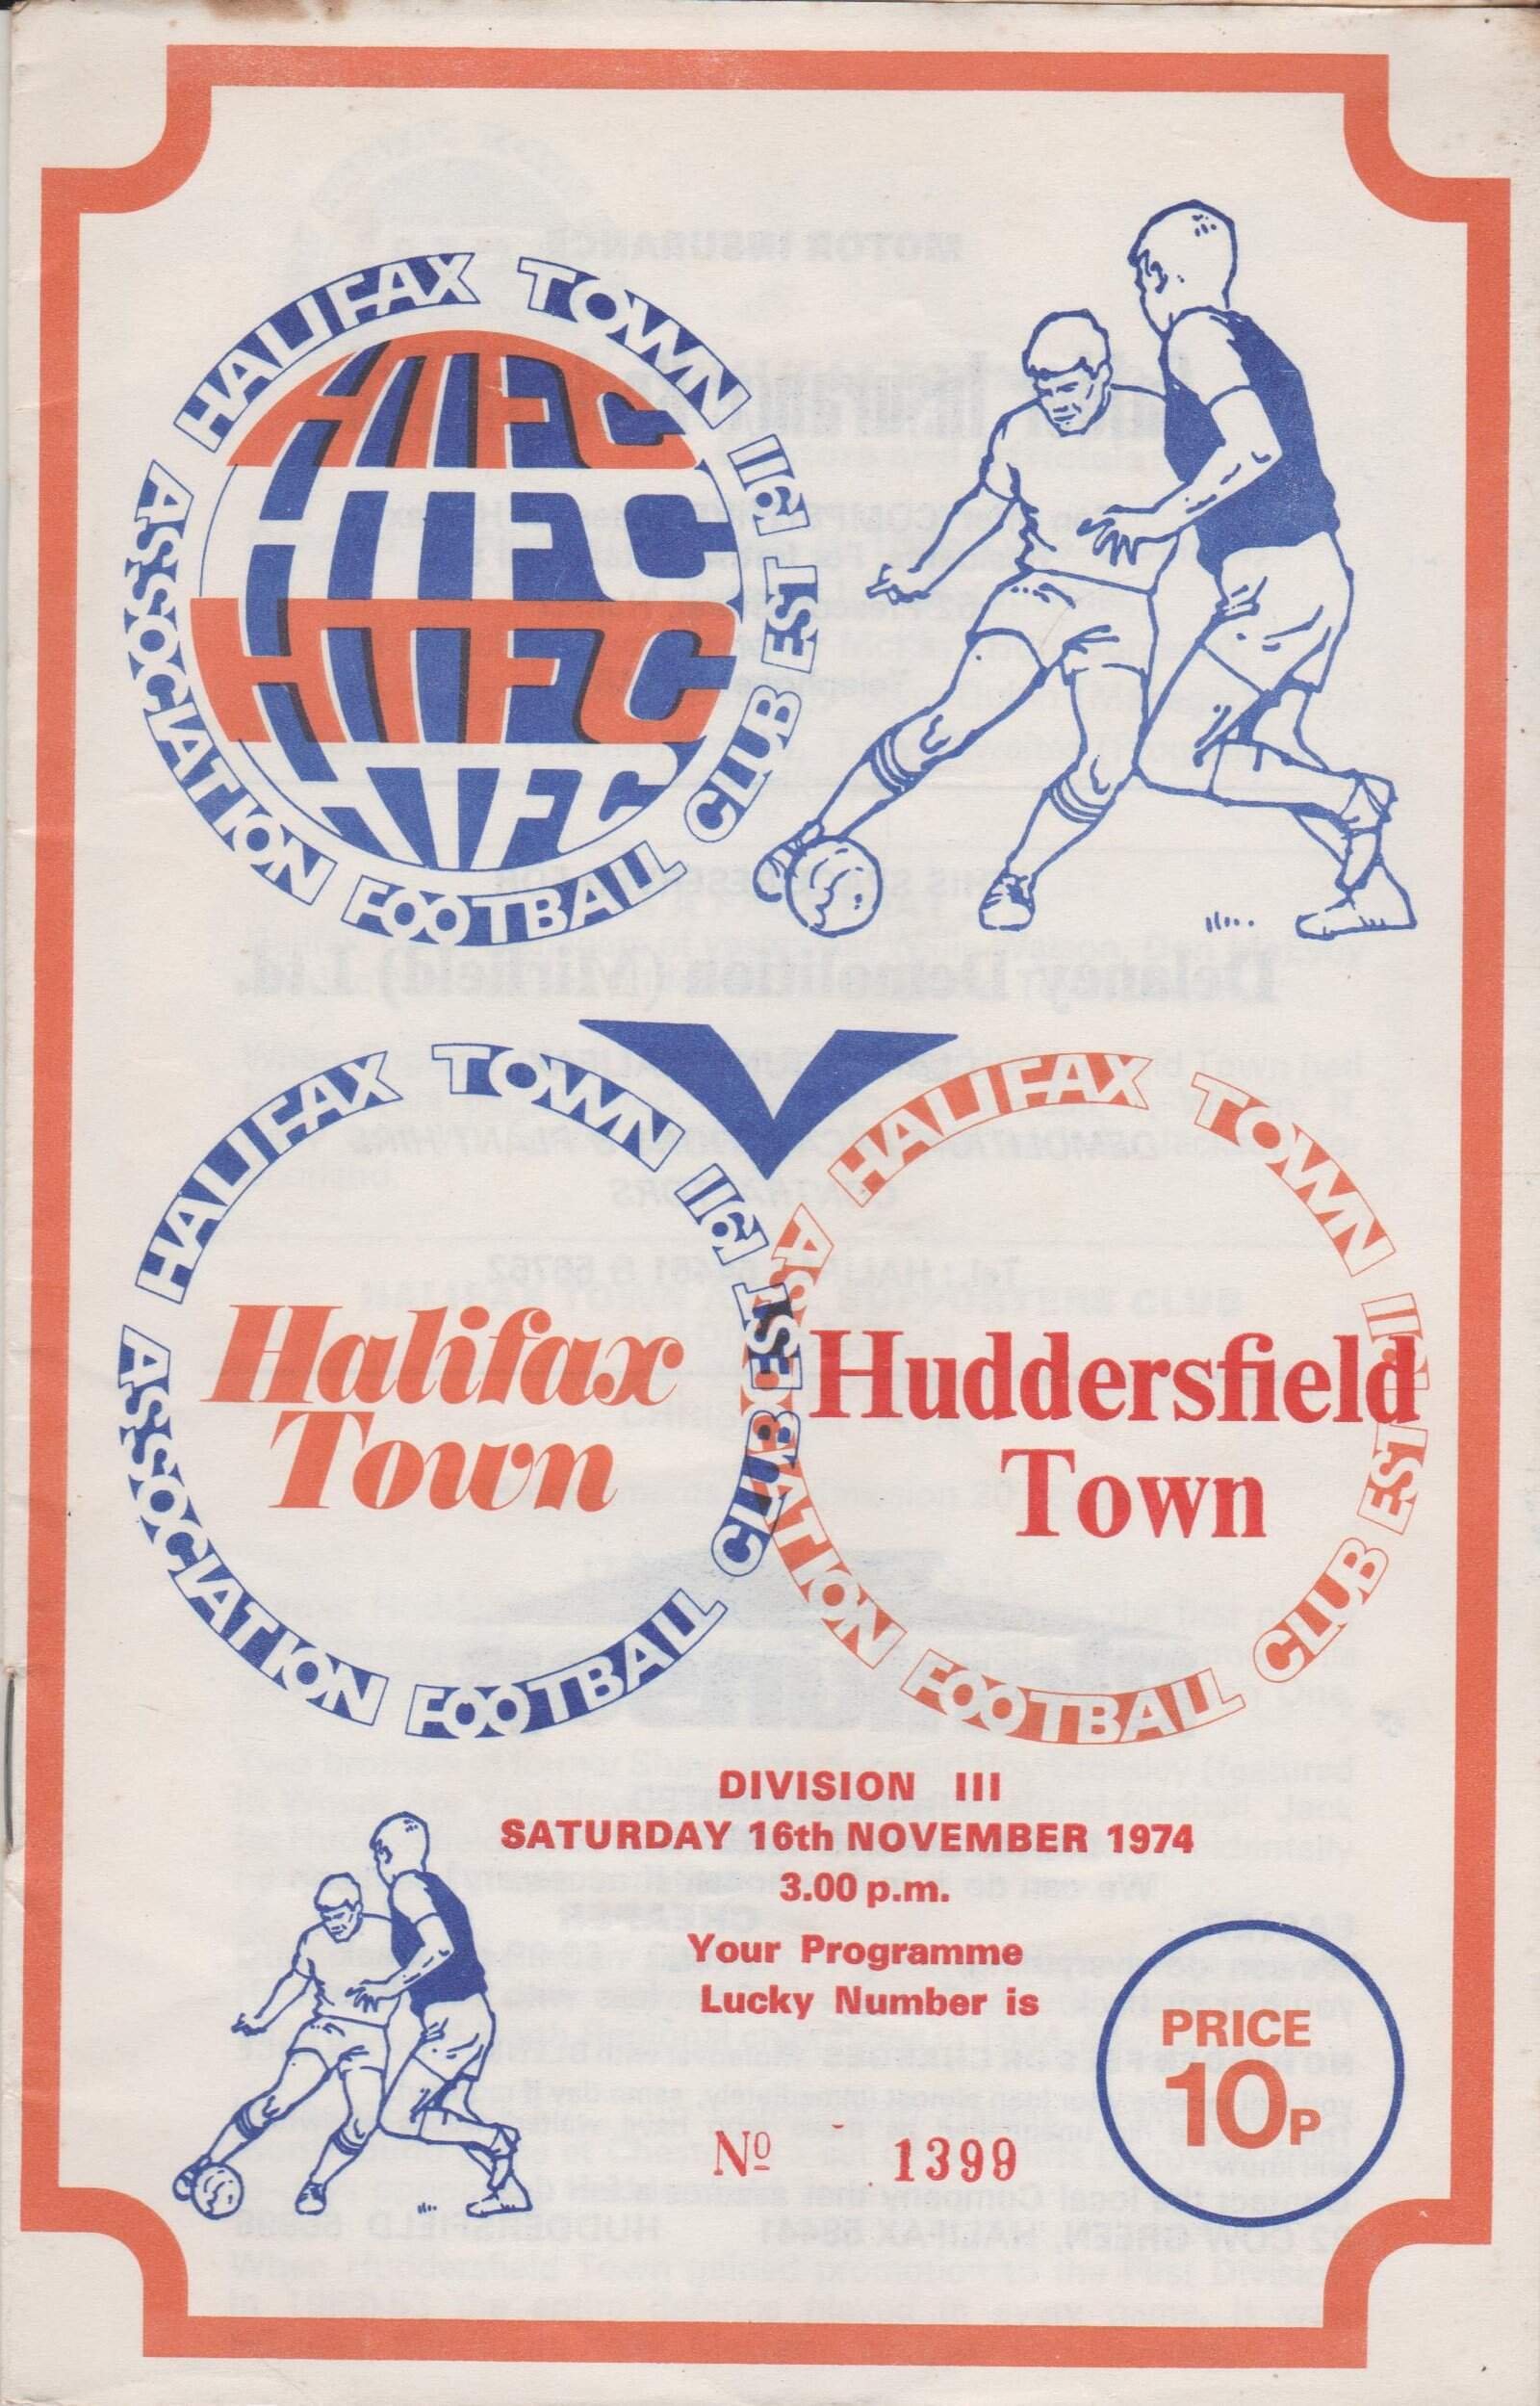 HALIFAX TOWN
ASSOCIATION FOOTBALL CLUB EST 1911
HTFC
HTFC
HTFC
HTFC
V
HALIFAX TOWN
ASSOCIATION FOOTBALL CLUB EST 1911
Halifax
Town
HALIFAX TOWN
ASSOCIATION FOOTBALL CLUB EST 1911
Huddersfield
Town
DIVISION III
SATURDAY 16th NOVEMBER 1974
3.00 p.m.
Your Programme
Lucky Number is
Nº 1399
PRICE
10P